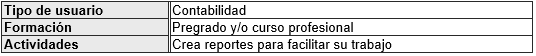 Tipo de usuario Contabilidad
Formación Pregrado y/o curso profesional
Actividades Crea reportes para facilitar su trabajo